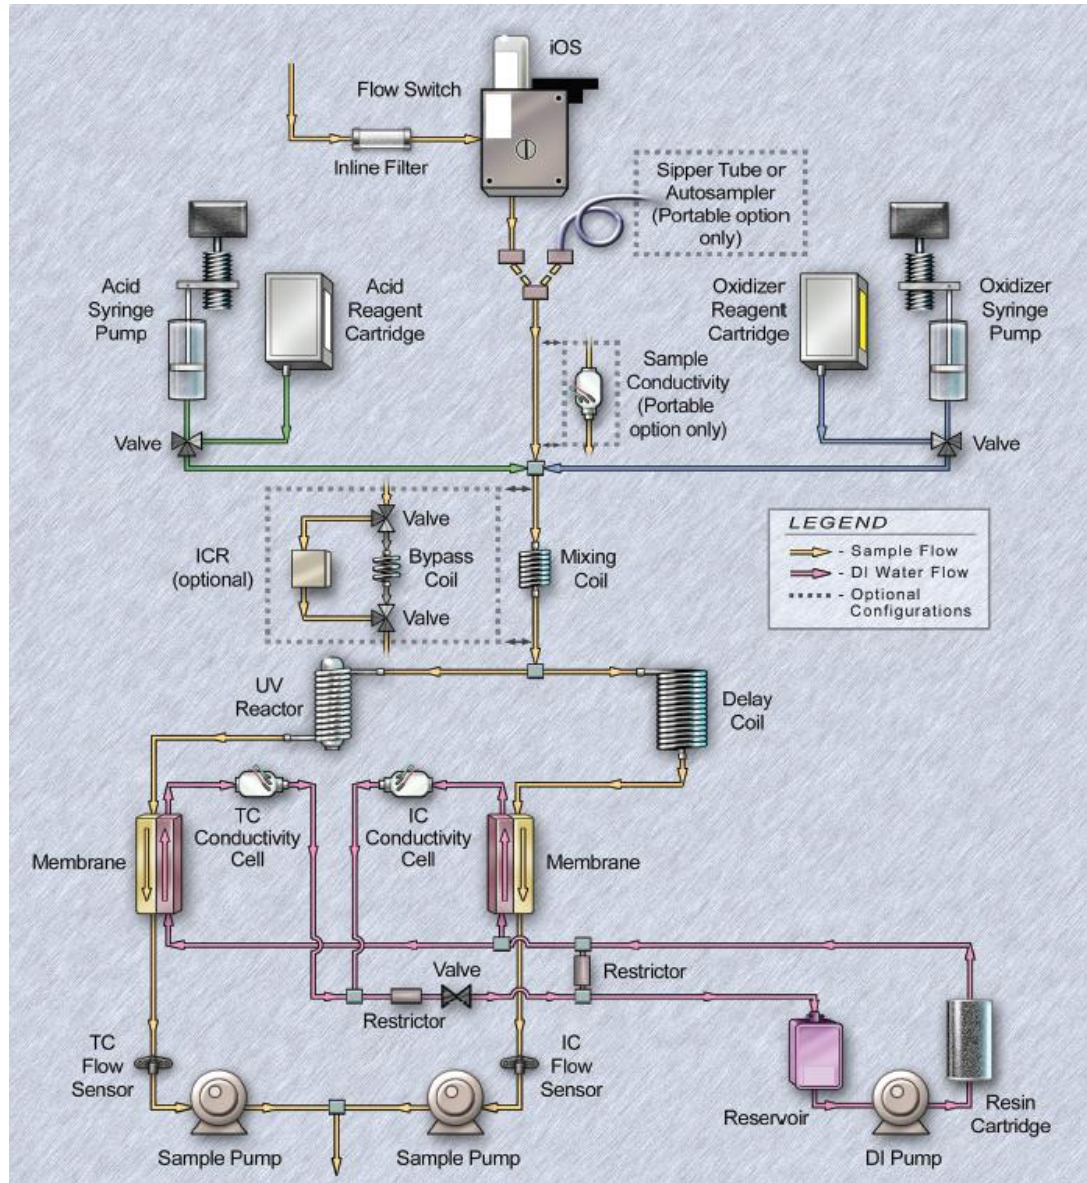 iOS
Flow Switch
Inline Filter
Sipper Tube or
Autosampler
(Portable option
only)
Acid
Syringe
Pump
Acid
Reagent
Cartridge
Oxidizer
Reagent
Cartridge
Oxidizer
Syringe
Pump
Sample
Conductivity
(Portable
option only)
Valve
Valve
ICR
(optional)
Valve
Bypass
Coil
Valve
Mixing
Coil
LEGEND
- Sample Flow
- DI Water Flow
- Optional
Configurations
UV
Reactor
Delay
Coil
TC
Conductivity
Cell
IC
Conductivity
Cell
Membrane
Membrane
Valve
Restrictor
Restrictor
TC
Flow
Sensor
IC
Flow
Sensor
Reservoir
Resin
Cartridge
Sample Pump
Sample Pump
DI Pump